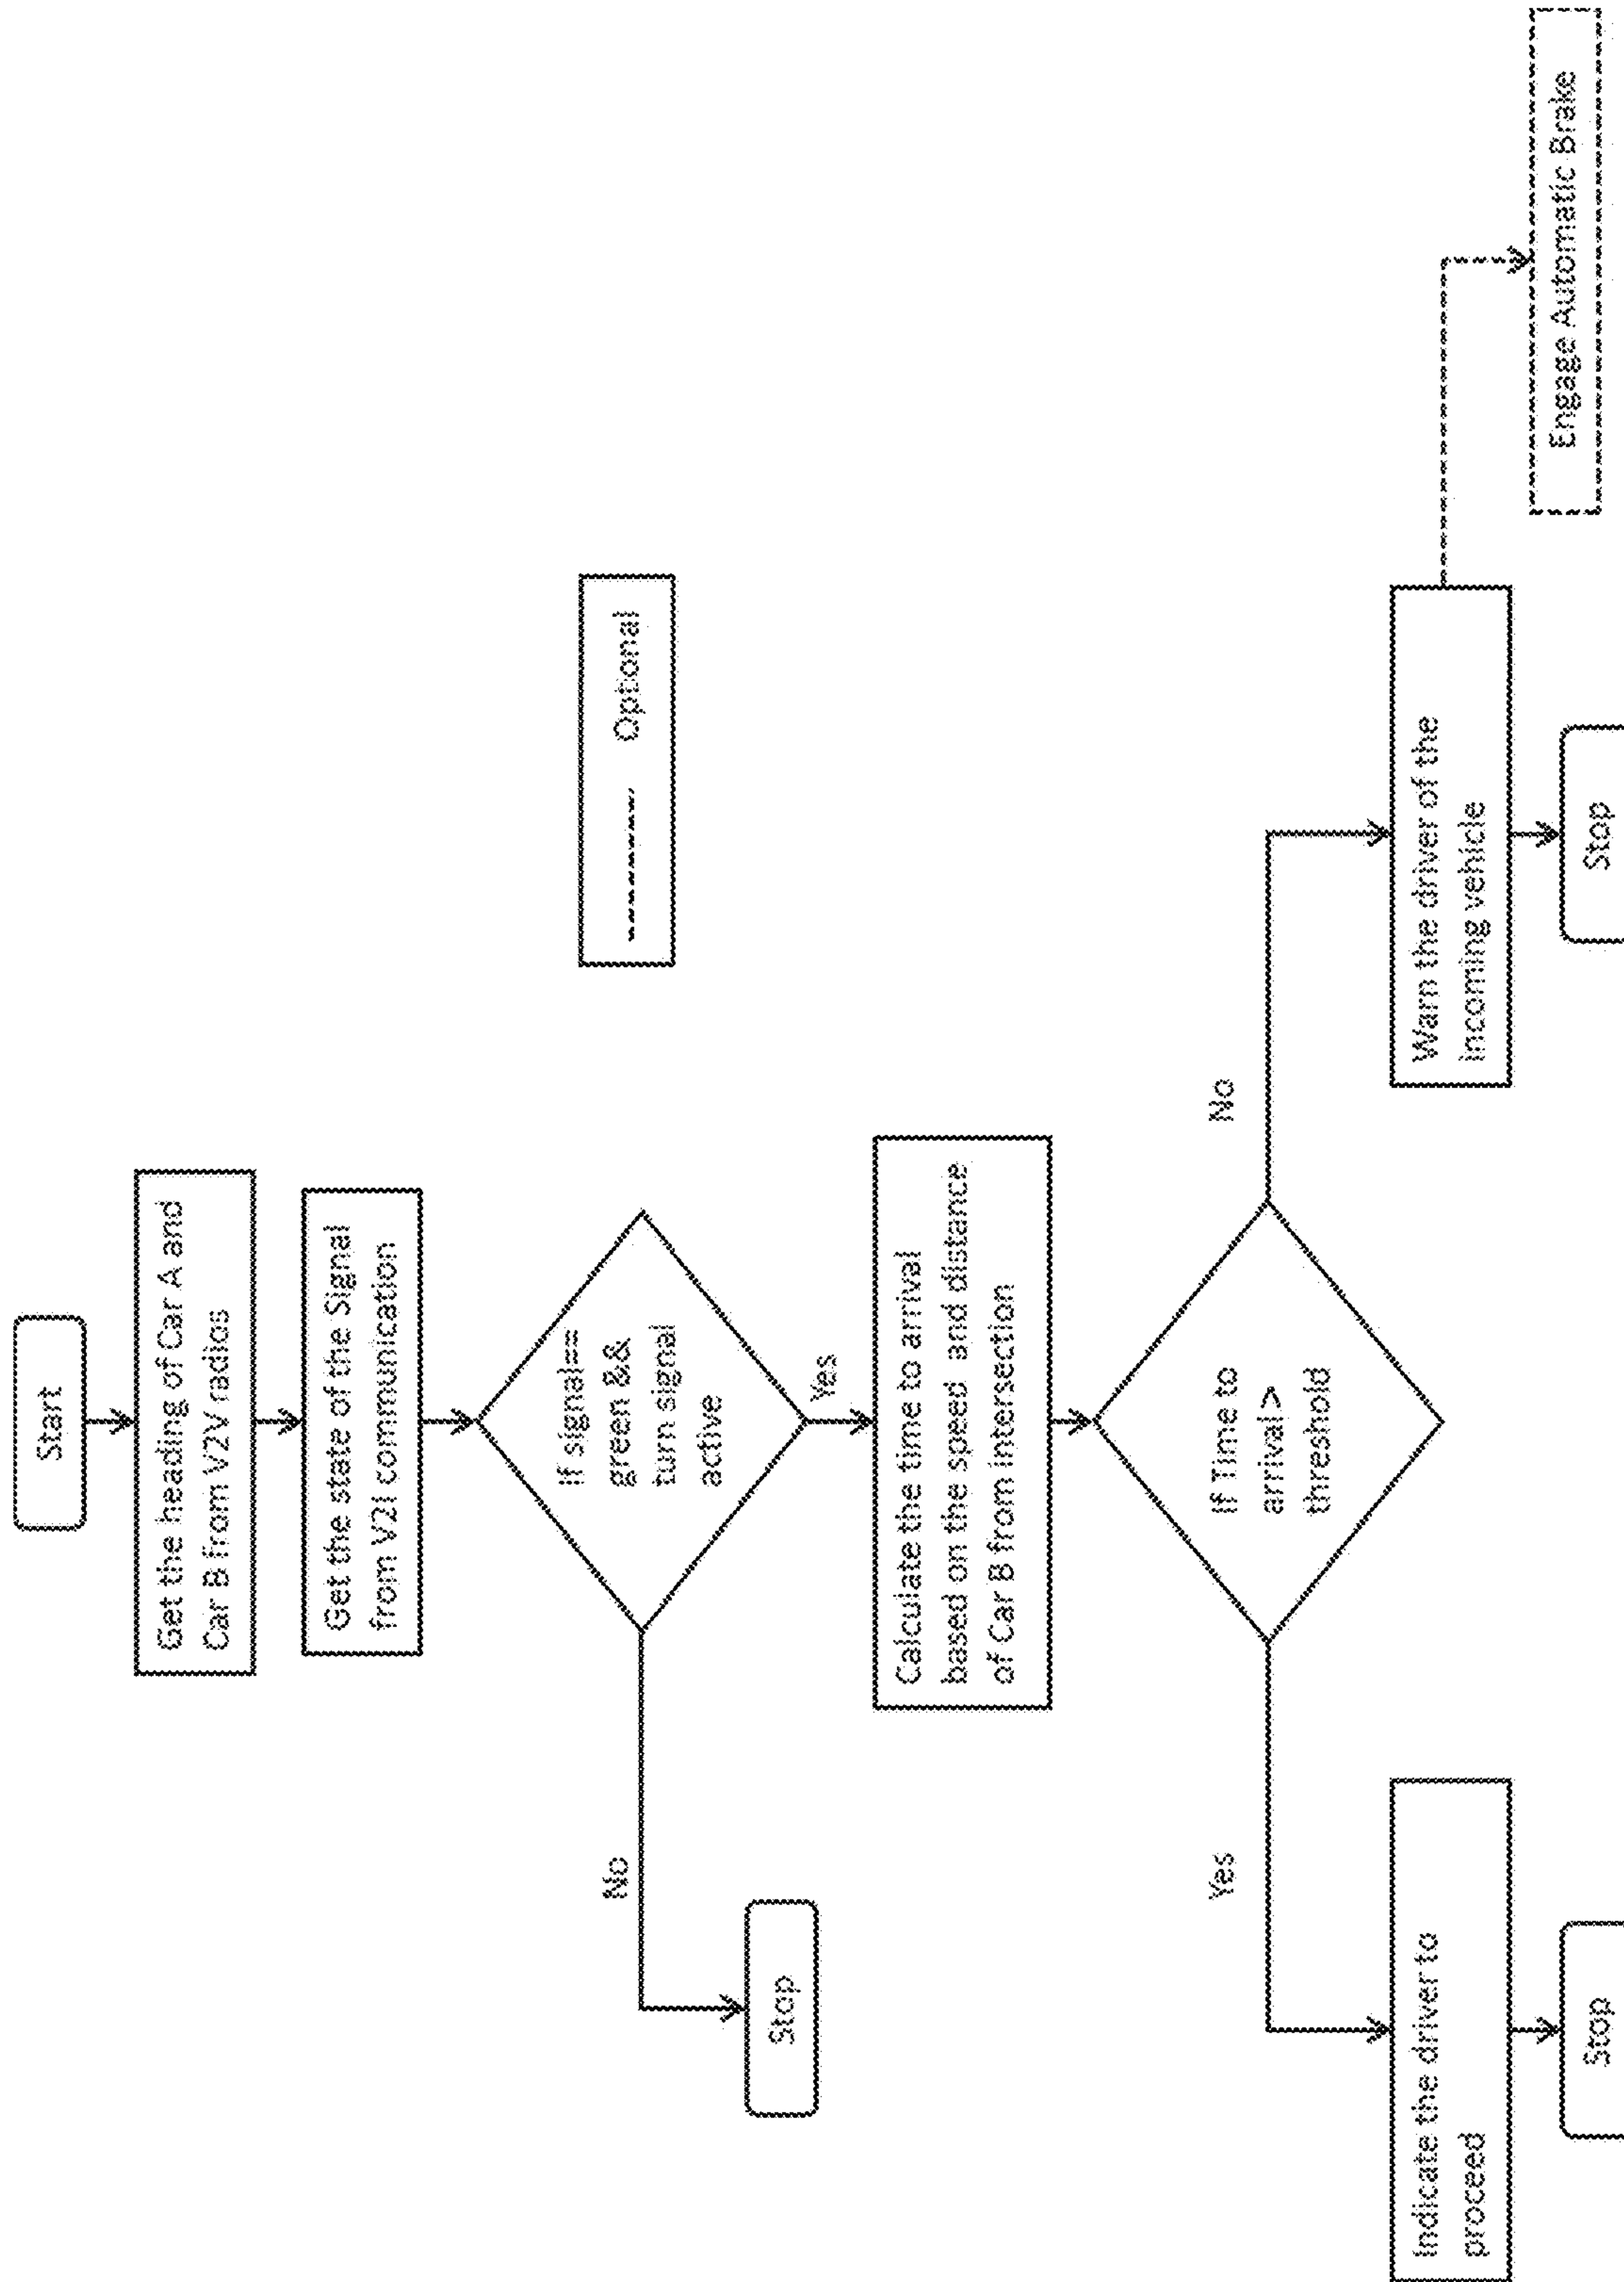 Start
Get the heading of Car A and
Car B from V2V radios
Get the state of the Signal
from V2I communication
If signal==
green &&
turn signal
active
No
Stop
Yes
Optional
Calculate the time to arrival
based on the speed and distance
of Car B from intersection
If Time to
arrival>
threshold
Yes
Indicate the driver to
proceed
Stop
No
Warn the driver of the
incoming vehicle
Stop
Engage Automatic Brake